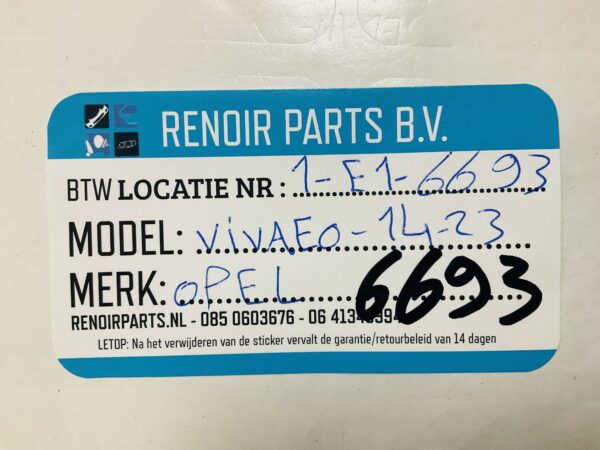 RENOIR PARTS B.V.
BTW LOCATIE NR: 1-E1-6693
MODEL: VIVAEO-14-23
MERK: OPEL 6693
RENOIRPARTS.NL - 085 0603676 - 06
LETOP: Na het verwijderen van de sticker vervalt de garantie/retourbeleid van 14 dagen